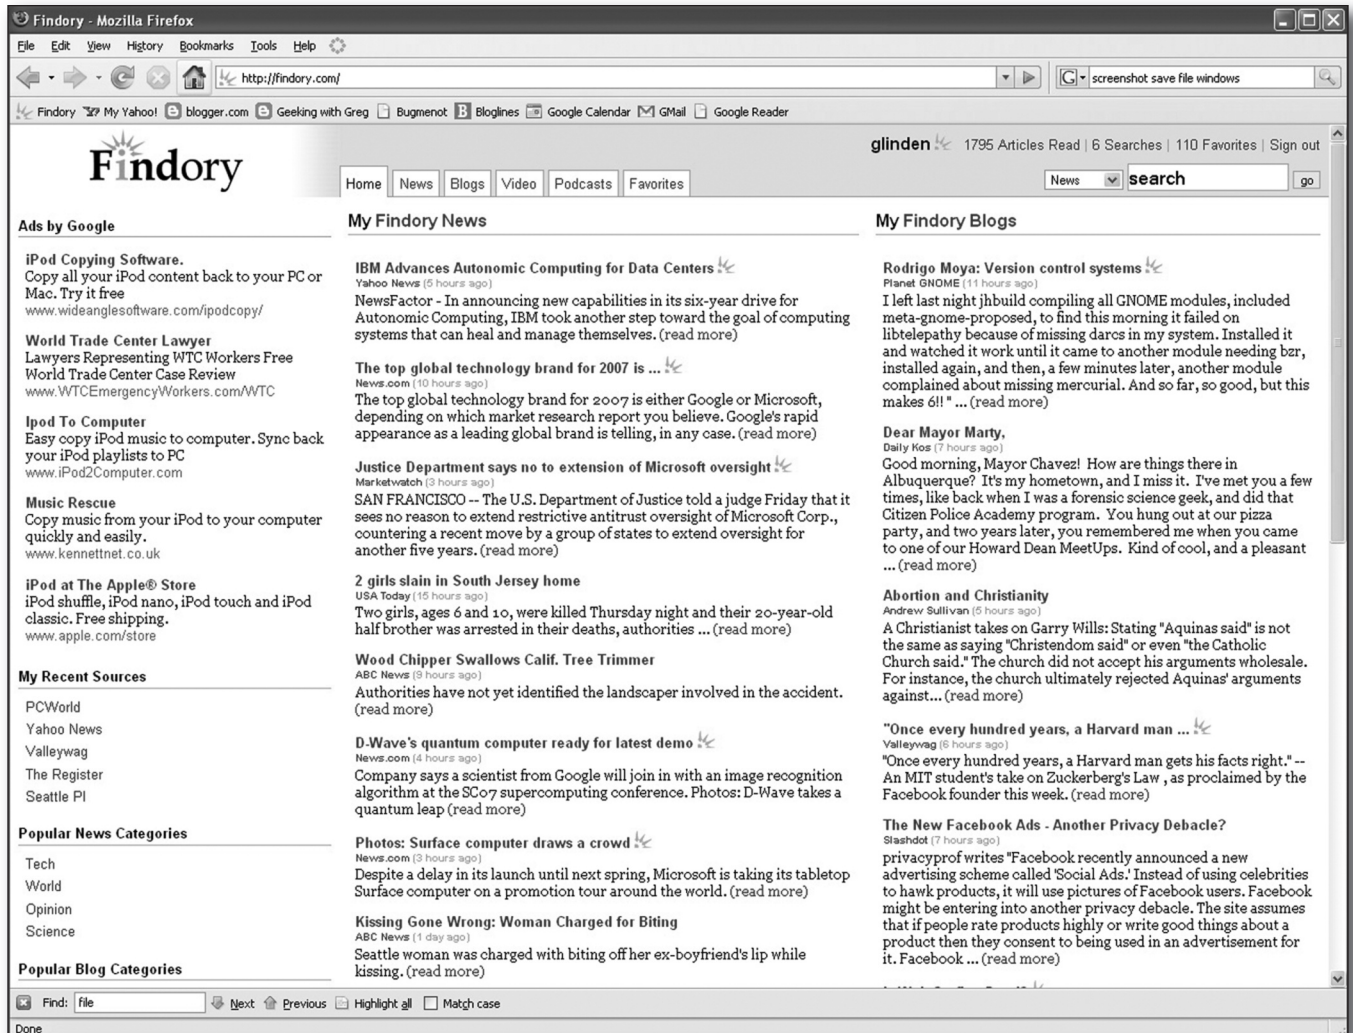 Findory - Mozilla Firefox
File Edit View History Bookmarks Tools Help
http://findory.com/
screenshot save file windows
Findory My Yahoo! blogger.com Geeking with Greg Bugmenot Bloglines Google Calendar GMail Google Reader
Findory
glinden 1795 Articles Read | 6 Searches | 110 Favorites | Sign out
Home News Blogs Video Podcasts Favorites
News search go
Ads by Google
iPod Copying Software.
Copy all your iPod content back to your PC or
Mac. Try it free
www.wideanglesoftware.com/ipodcopy/
World Trade Center Lawyer
Lawyers Representing WTC Workers Free
World Trade Center Case Review
www.WTCEmergencyWorkers.com/WTC
Ipod To Computer
Easy copy iPod music to computer. Sync back
your iPod playlists to PC
www.iPod2Computer.com
Music Rescue
Copy music from your iPod to your computer
quickly and easily.
www.kennettnet.co.uk
iPod at The Apple® Store
iPod shuffle, iPod nano, iPod touch and iPod
classic. Free shipping.
www.apple.com/store
My Recent Sources
PCWorld
Yahoo News
Valleywag
The Register
Seattle PI
Popular News Categories
Tech
World
Opinion
Science
Popular Blog Categories
My Findory News
IBM Advances Autonomic Computing for Data Centers
Yahoo News (5 hours ago)
NewsFactor - In announcing new capabilities in its six-year drive for
Autonomic Computing, IBM took another step toward the goal of computing
systems that can heal and manage themselves. (read more)
The top global technology brand for 2007 is ...
News.com (10 hours ago)
The top global technology brand for 2007 is either Google or Microsoft,
depending on which market research report you believe. Google's rapid
appearance as a leading global brand is telling, in any case. (read more)
Justice Department says no to extension of Microsoft oversight
Marketwatch (3 hours ago)
SAN FRANCISCO -- The U.S. Department of Justice told a judge Friday that it
sees no reason to extend restrictive antitrust oversight of Microsoft Corp.,
countering a recent move by a group of states to extend oversight for
another five years. (read more)
2 girls slain in South Jersey home
USA Today (15 hours ago)
Two girls, ages 6 and 10, were killed Thursday night and their 20-year-old
half brother was arrested in their deaths, authorities ... (read more)
Wood Chipper Swallows Calif. Tree Trimmer
ABC News (9 hours ago)
Authorities have not yet identified the landscaper involved in the accident.
(read more)
D-Wave's quantum computer ready for latest demo
News.com (4 hours ago)
Company says a scientist from Google will join in with an image recognition
algorithm at the SC07 supercomputing conference. Photos: D-Wave takes a
quantum leap (read more)
Photos: Surface computer draws a crowd
News.com (3 hours ago)
Despite a delay in its launch until next spring, Microsoft is taking its tabletop
Surface computer on a promotion tour around the world. (read more)
Kissing Gone Wrong: Woman Charged for Biting
ABC News (1 day ago)
Seattle woman was charged with biting off her ex-boyfriend's lip while
kissing. (read more)
My Findory Blogs
Rodrigo Moya: Version control systems
Planet GNOME (11 hours ago)
I left last night jhbuild compiling all GNOME modules, included
meta-gnome-proposed, to find this morning it failed on
libtelepathy because of missing darcs in my system. Installed it
and watched it work until it came to another module needing bzr,
installed again, and then, a few minutes later, another module
complained about missing mercurial. And so far, so good, but this
makes 6!! " ... (read more)
Dear Mayor Marty,
Daily Kos (7 hours ago)
Good morning, Mayor Chavez! How are things there in
Albuquerque? It's my hometown, and I miss it. I've met you a few
times, like back when I was a forensic science geek, and did that
Citizen Police Academy program. You hung out at our pizza
party, and two years later, you remembered me when you came
to one of our Howard Dean MeetUps. Kind of cool, and a pleasant
... (read more)
Abortion and Christianity
Andrew Sullivan (5 hours ago)
A Christianist takes on Garry Wills: Stating "Aquinas said" is not
the same as saying "Christendom said" or even "the Catholic
Church said." The church did not accept his arguments wholesale.
For instance, the church ultimately rejected Aquinas' arguments
against... (read more)
"Once every hundred years, a Harvard man ...
Valleywag (6 hours ago)
"Once every hundred years, a Harvard man gets his facts right." --
An MIT student's take on Zuckerberg's Law , as proclaimed by the
Facebook founder this week. (read more)
The New Facebook Ads - Another Privacy Debacle?
Slashdot (7 hours ago)
privacyprof writes "Facebook recently announced a new
advertising scheme called 'Social Ads.' Instead of using celebrities
to hawk products, it will use pictures of Facebook users. Facebook
might be entering into another privacy debacle. The site assumes
that if people rate products highly or write good things about a
product then they consent to being used in an advertisement for
it. Facebook ... (read more)
Find: file Next Previous Highlight all Match case
Done